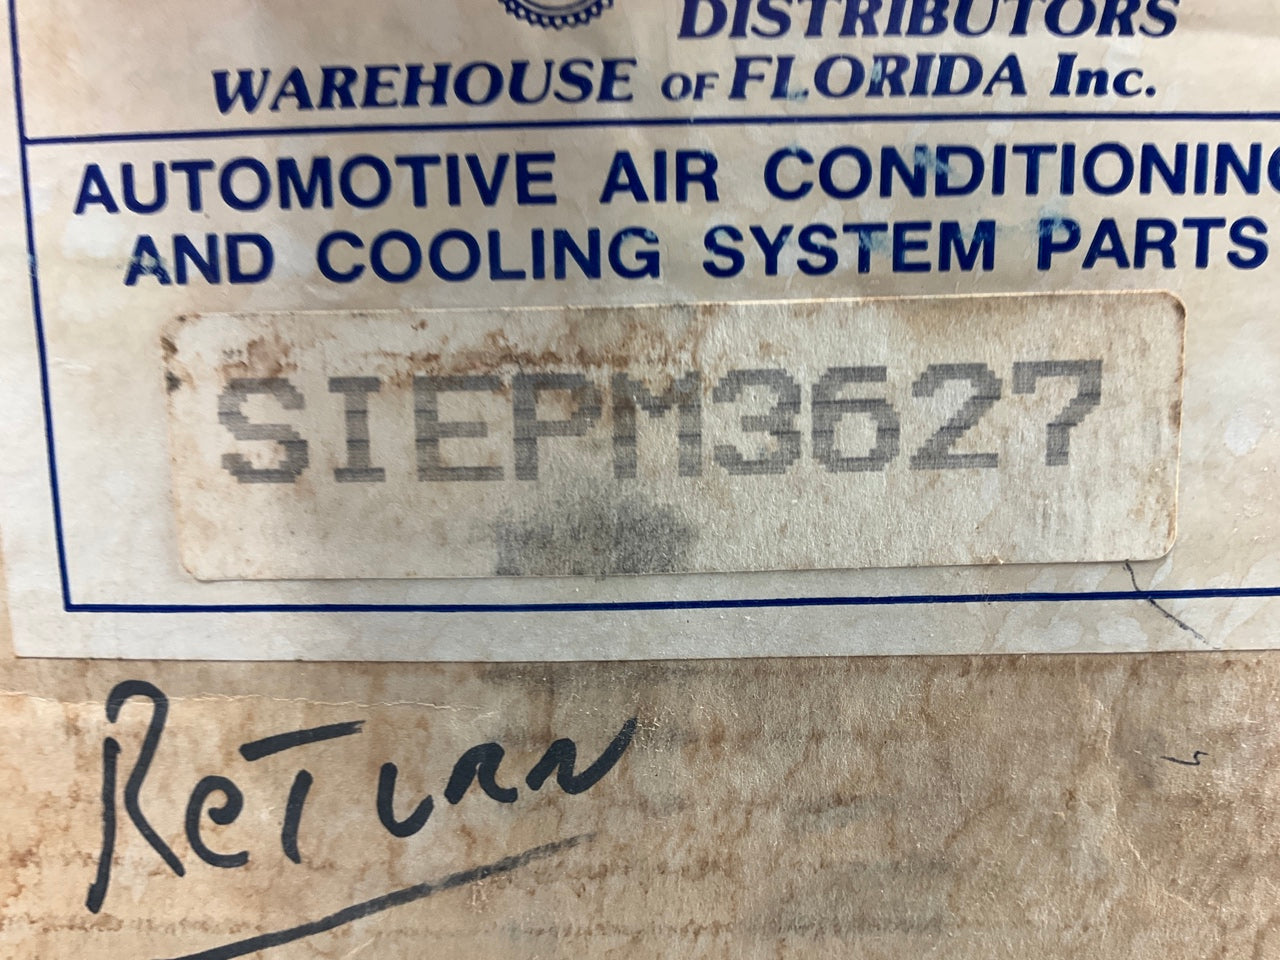 DISTRIBUTORS
WAREHOUSE OF FLORIDA Inc.
AUTOMOTIVE AIR CONDITIONING
AND COOLING SYSTEM PARTS
SIEPM3627
Return